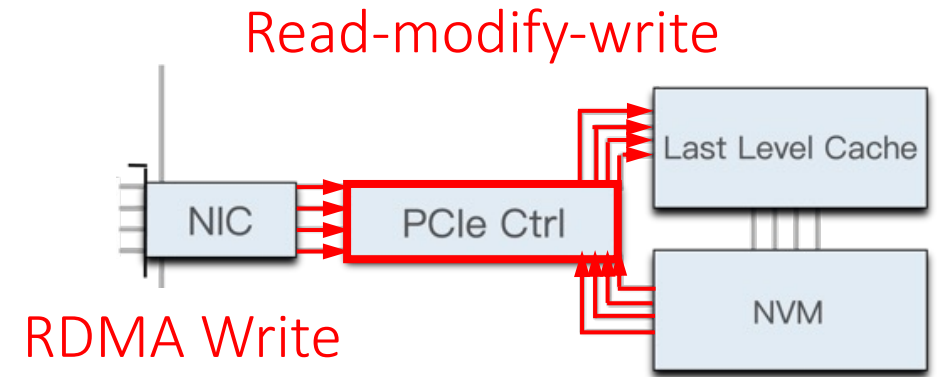 Read-modify-write
Last Level Cache
NIC
PCIe Ctrl
NVM
RDMA Write